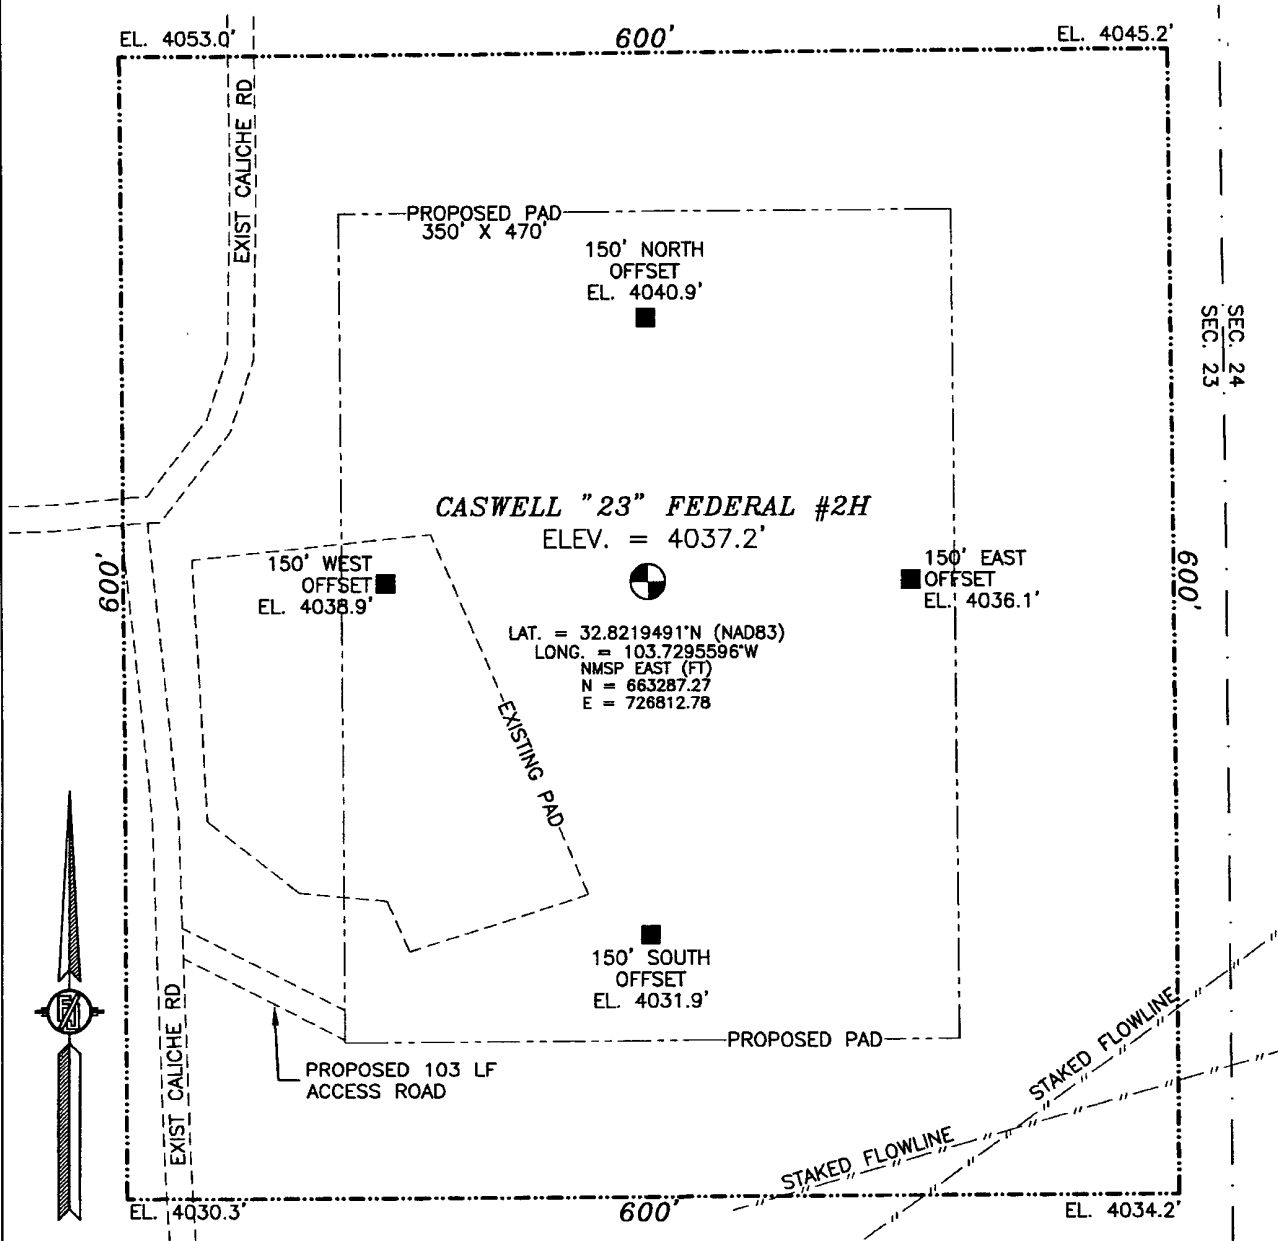 EL. 4053.0'
600'
EL. 4045.2'
EXIST CALICHE RD
PROPOSED PAD
350' X 470'
150' NORTH
OFFSET
EL. 4040.9'
SEC. 24
SEC. 23
CASWELL "23" FEDERAL #2H
ELEV. = 4037.2'
150' WEST
OFFSET
EL. 4038.9'
150' EAST
OFFSET
EL. 4036.1'
600'
600'
LAT. = 32.8219491°N (NAD83)
LONG. = 103.7295596°W
NMSP EAST (FT)
N = 663287.27
E = 726812.78
EXISTING PAD
150' SOUTH
OFFSET
EL. 4031.9'
PROPOSED PAD
EXIST CALICHE RD
PROPOSED 103 LF
ACCESS ROAD
STAKED FLOWLINE
STAKED FLOWLINE
EL. 4030.3'
600'
EL. 4034.2'